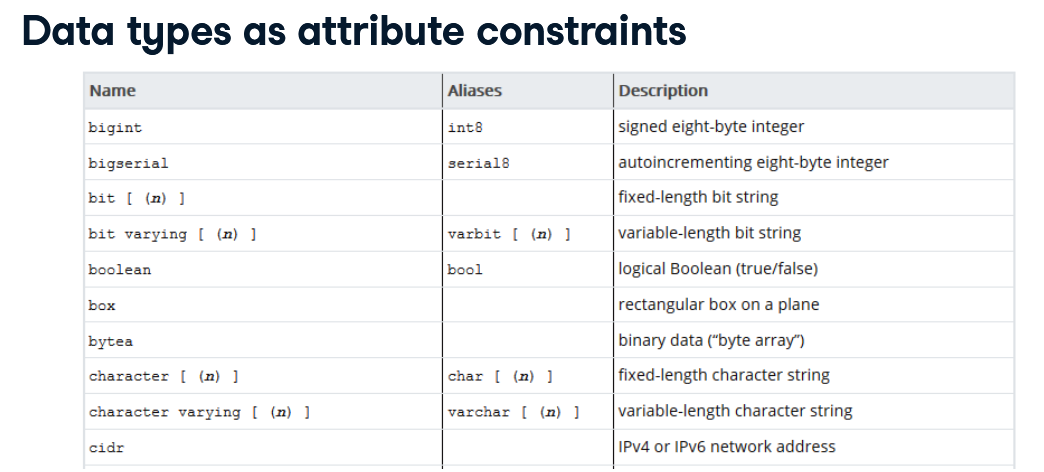 Data types as attribute constraints
Name Aliases Description
bigint int8 signed eight-byte integer
bigserial serial8 autoincrementing eight-byte integer
bit [ (n) ] fixed-length bit string
bit varying [ (n) ] varbit [ (n) ] variable-length bit string
boolean bool logical Boolean (true/false)
box rectangular box on a plane
bytea binary data (“byte array”)
character [ (n) ] char [ (n) ] fixed-length character string
character varying [ (n) ] varchar [ (n) ] variable-length character string
cidr IPv4 or IPv6 network address